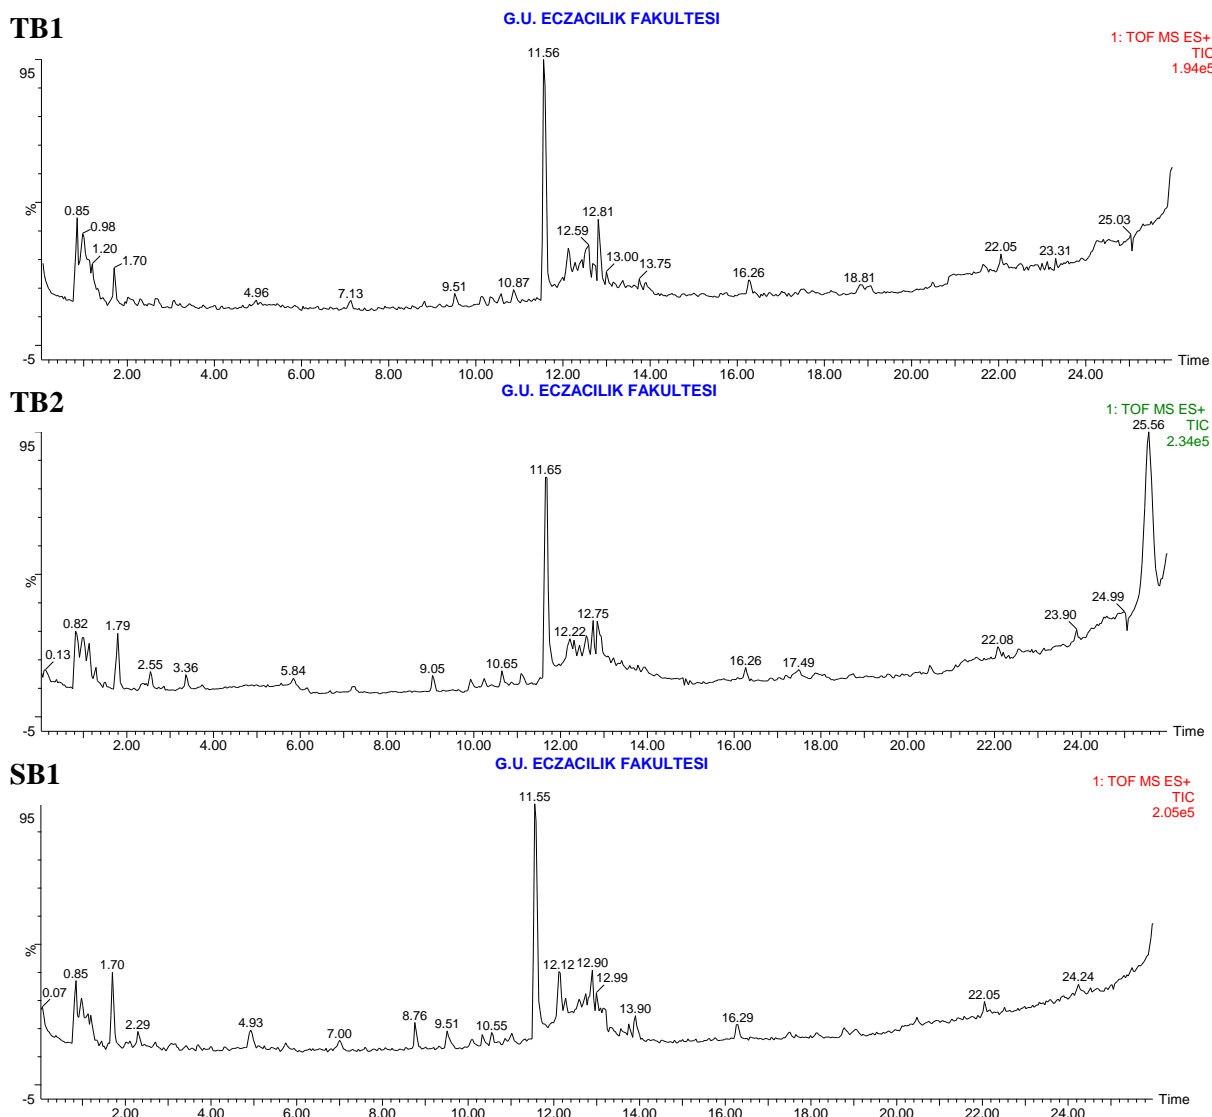 TB1
G.U. ECZACILIK FAKULTESI
1: TOF MS ES+
TIC
1.94e5
95
%
-5
11.56
0.85
0.98
1.20
1.70
4.96
7.13
9.51
10.87
12.59
12.81
13.00
13.75
16.26
18.81
22.05
23.31
25.03
2.00 4.00 6.00 8.00 10.00 12.00 14.00 16.00 18.00 20.00 22.00 24.00
Time
TB2
G.U. ECZACILIK FAKULTESI
1: TOF MS ES+
TIC
2.34e5
95
%
-5
25.56
11.65
0.13
0.82
1.79
2.55
3.36
5.84
9.05
10.65
12.22
12.75
16.26
17.49
22.08
23.90
24.99
2.00 4.00 6.00 8.00 10.00 12.00 14.00 16.00 18.00 20.00 22.00 24.00
Time
SB1
G.U. ECZACILIK FAKULTESI
1: TOF MS ES+
TIC
2.05e5
95
%
-5
11.55
0.07
0.85
1.70
2.29
4.93
7.00
8.76
9.51
10.55
12.12
12.90
12.99
13.90
16.29
22.05
24.24
2.00 4.00 6.00 8.00 10.00 12.00 14.00 16.00 18.00 20.00 22.00 24.00
Time